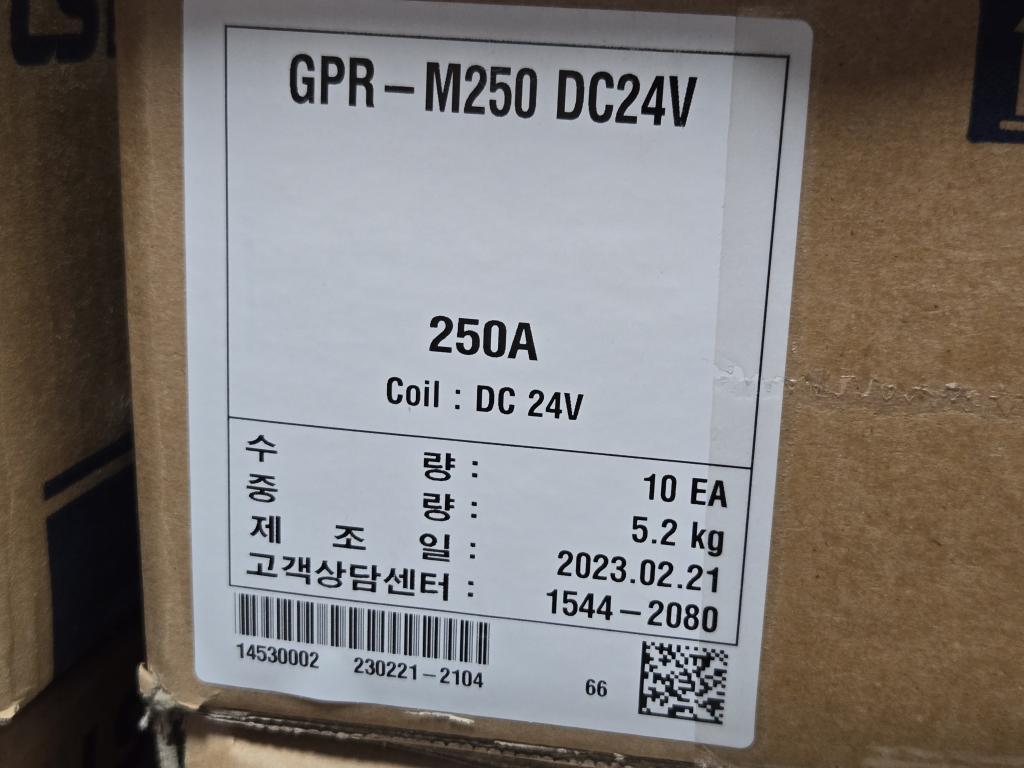 GPR-M250 DC24V
250A
Coil : DC 24V
수 량 : 10 EA
중 량 : 5.2 kg
제 조 일 : 2023.02.21
고객상담센터 : 1544-2080
14530002 230221-2104
66